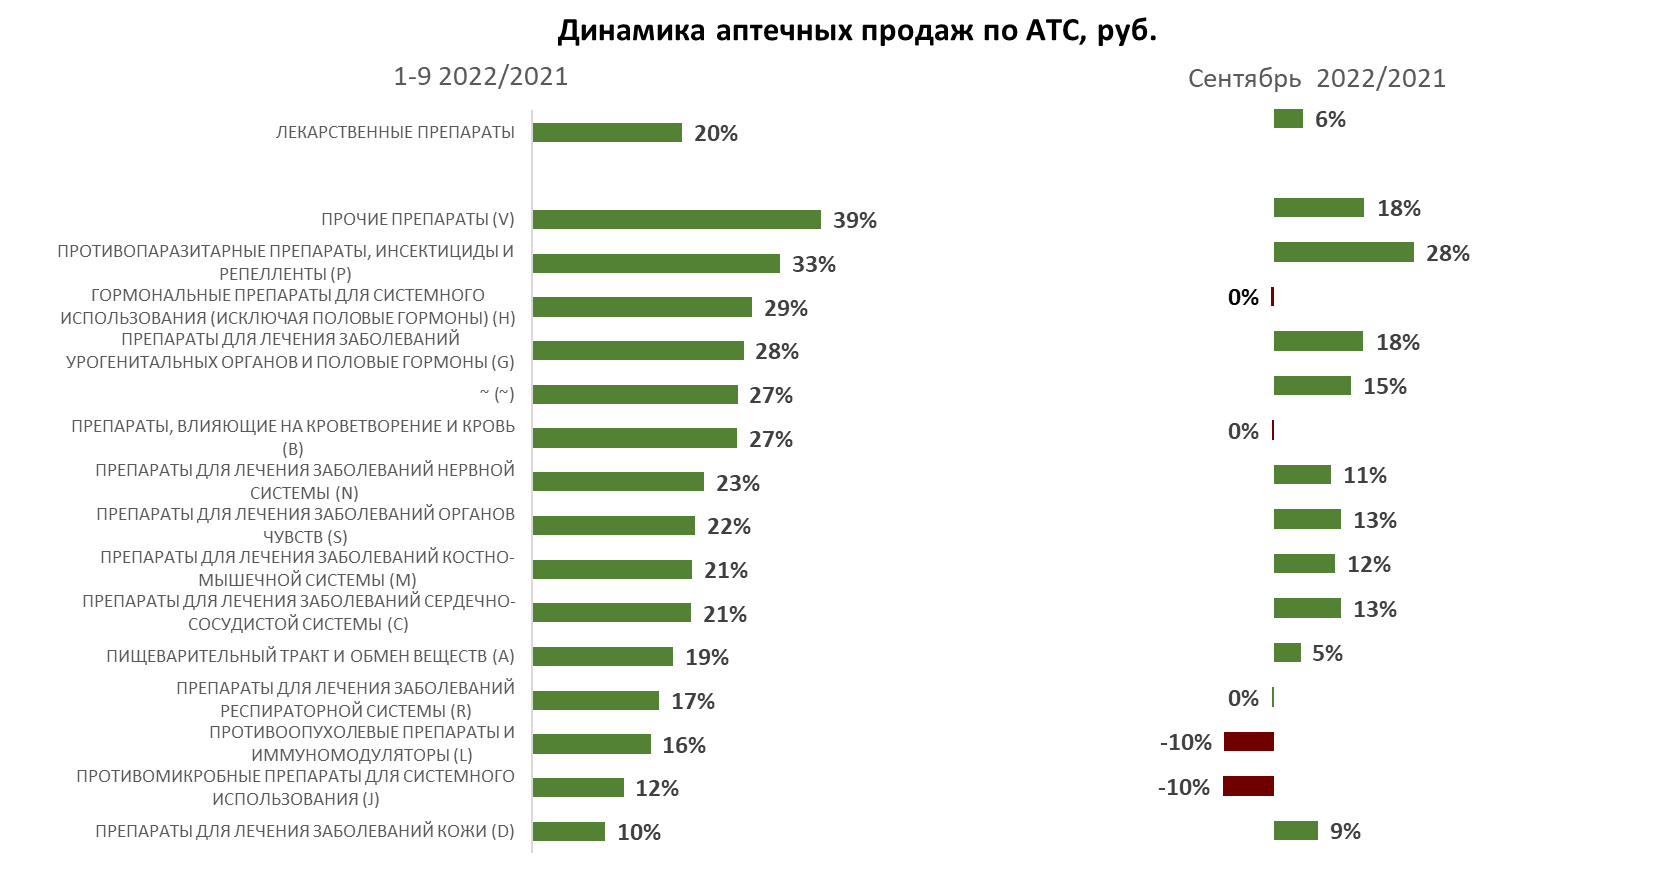 Динамика аптечных продаж по АТС, руб.
1-9 2022/2021
Сентябрь 2022/2021
ЛЕКАРСТВЕННЫЕ ПРЕПАРАТЫ
20%
6%
ПРОЧИЕ ПРЕПАРАТЫ (V)
39%
18%
ПРОТИВОПАРАЗИТАРНЫЕ ПРЕПАРАТЫ, ИНСЕКТИЦИДЫ И
РЕПЕЛЛЕНТЫ (P)
33%
28%
ГОРМОНАЛЬНЫЕ ПРЕПАРАТЫ ДЛЯ СИСТЕМНОГО
ИСПОЛЬЗОВАНИЯ (ИСКЛЮЧАЯ ПОЛОВЫЕ ГОРМОНЫ) (H)
29%
0%
ПРЕПАРАТЫ ДЛЯ ЛЕЧЕНИЯ ЗАБОЛЕВАНИЙ
УРОГЕНИТАЛЬНЫХ ОРГАНОВ И ПОЛОВЫЕ ГОРМОНЫ (G)
28%
18%
~ (~)
27%
15%
ПРЕПАРАТЫ, ВЛИЯЮЩИЕ НА КРОВЕТВОРЕНИЕ И КРОВЬ
(B)
27%
0%
ПРЕПАРАТЫ ДЛЯ ЛЕЧЕНИЯ ЗАБОЛЕВАНИЙ НЕРВНОЙ
СИСТЕМЫ (N)
23%
11%
ПРЕПАРАТЫ ДЛЯ ЛЕЧЕНИЯ ЗАБОЛЕВАНИЙ ОРГАНОВ
ЧУВСТВ (S)
22%
13%
ПРЕПАРАТЫ ДЛЯ ЛЕЧЕНИЯ ЗАБОЛЕВАНИЙ КОСТНО-
МЫШЕЧНОЙ СИСТЕМЫ (M)
21%
12%
ПРЕПАРАТЫ ДЛЯ ЛЕЧЕНИЯ ЗАБОЛЕВАНИЙ СЕРДЕЧНО-
СОСУДИСТОЙ СИСТЕМЫ (C)
21%
13%
ПИЩЕВАРИТЕЛЬНЫЙ ТРАКТ И ОБМЕН ВЕЩЕСТВ (A)
19%
5%
ПРЕПАРАТЫ ДЛЯ ЛЕЧЕНИЯ ЗАБОЛЕВАНИЙ
РЕСПИРАТОРНОЙ СИСТЕМЫ (R)
17%
0%
ПРОТИВООПУХОЛЕВЫЕ ПРЕПАРАТЫ И
ИММУНОМОДУЛЯТОРЫ (L)
16%
-10%
ПРОТИВОМИКРОБНЫЕ ПРЕПАРАТЫ ДЛЯ СИСТЕМНОГО
ИСПОЛЬЗОВАНИЯ (J)
12%
-10%
ПРЕПАРАТЫ ДЛЯ ЛЕЧЕНИЯ ЗАБОЛЕВАНИЙ КОЖИ (D)
10%
9%